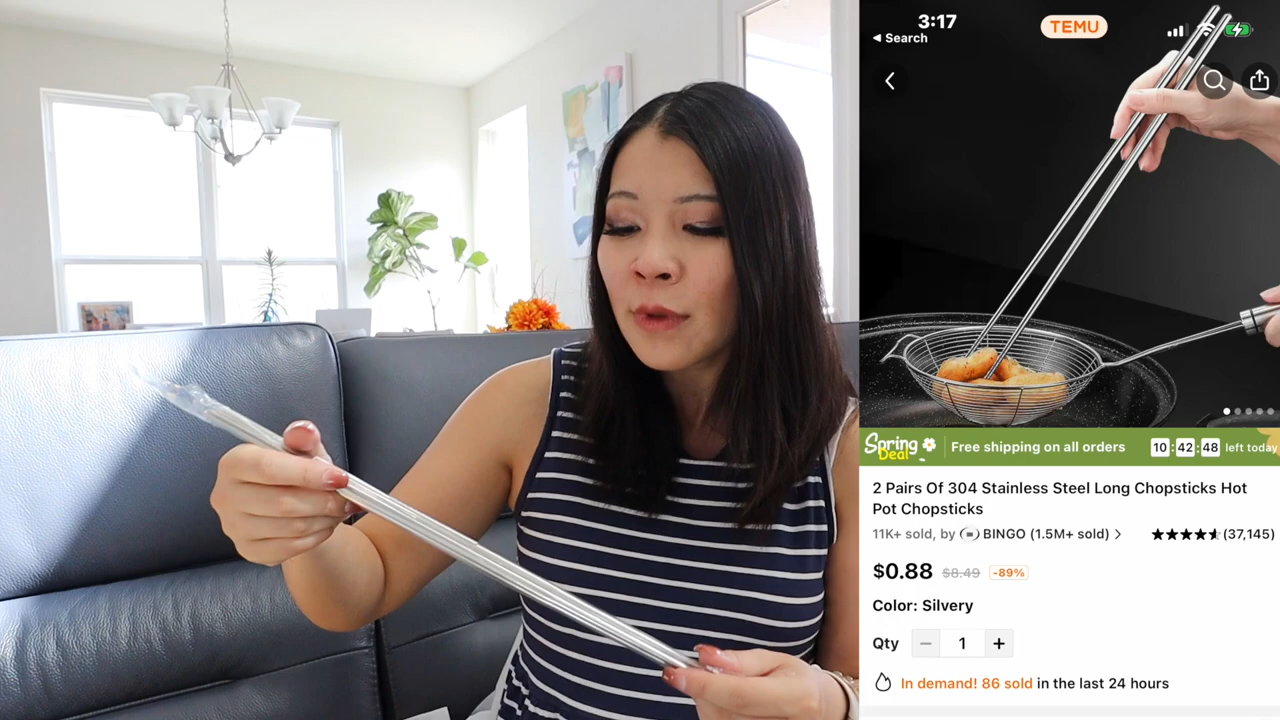 3:17
◀ Search
TEMU
Spring Deal
Free shipping on all orders
10:42:48 left today
2 Pairs Of 304 Stainless Steel Long Chopsticks Hot
Pot Chopsticks
11K+ sold, by BINGO (1.5M+ sold) >
(37,145)
$0.88 $8.49 -89%
Color: Silvery
Qty − 1 +
In demand! 86 sold in the last 24 hours